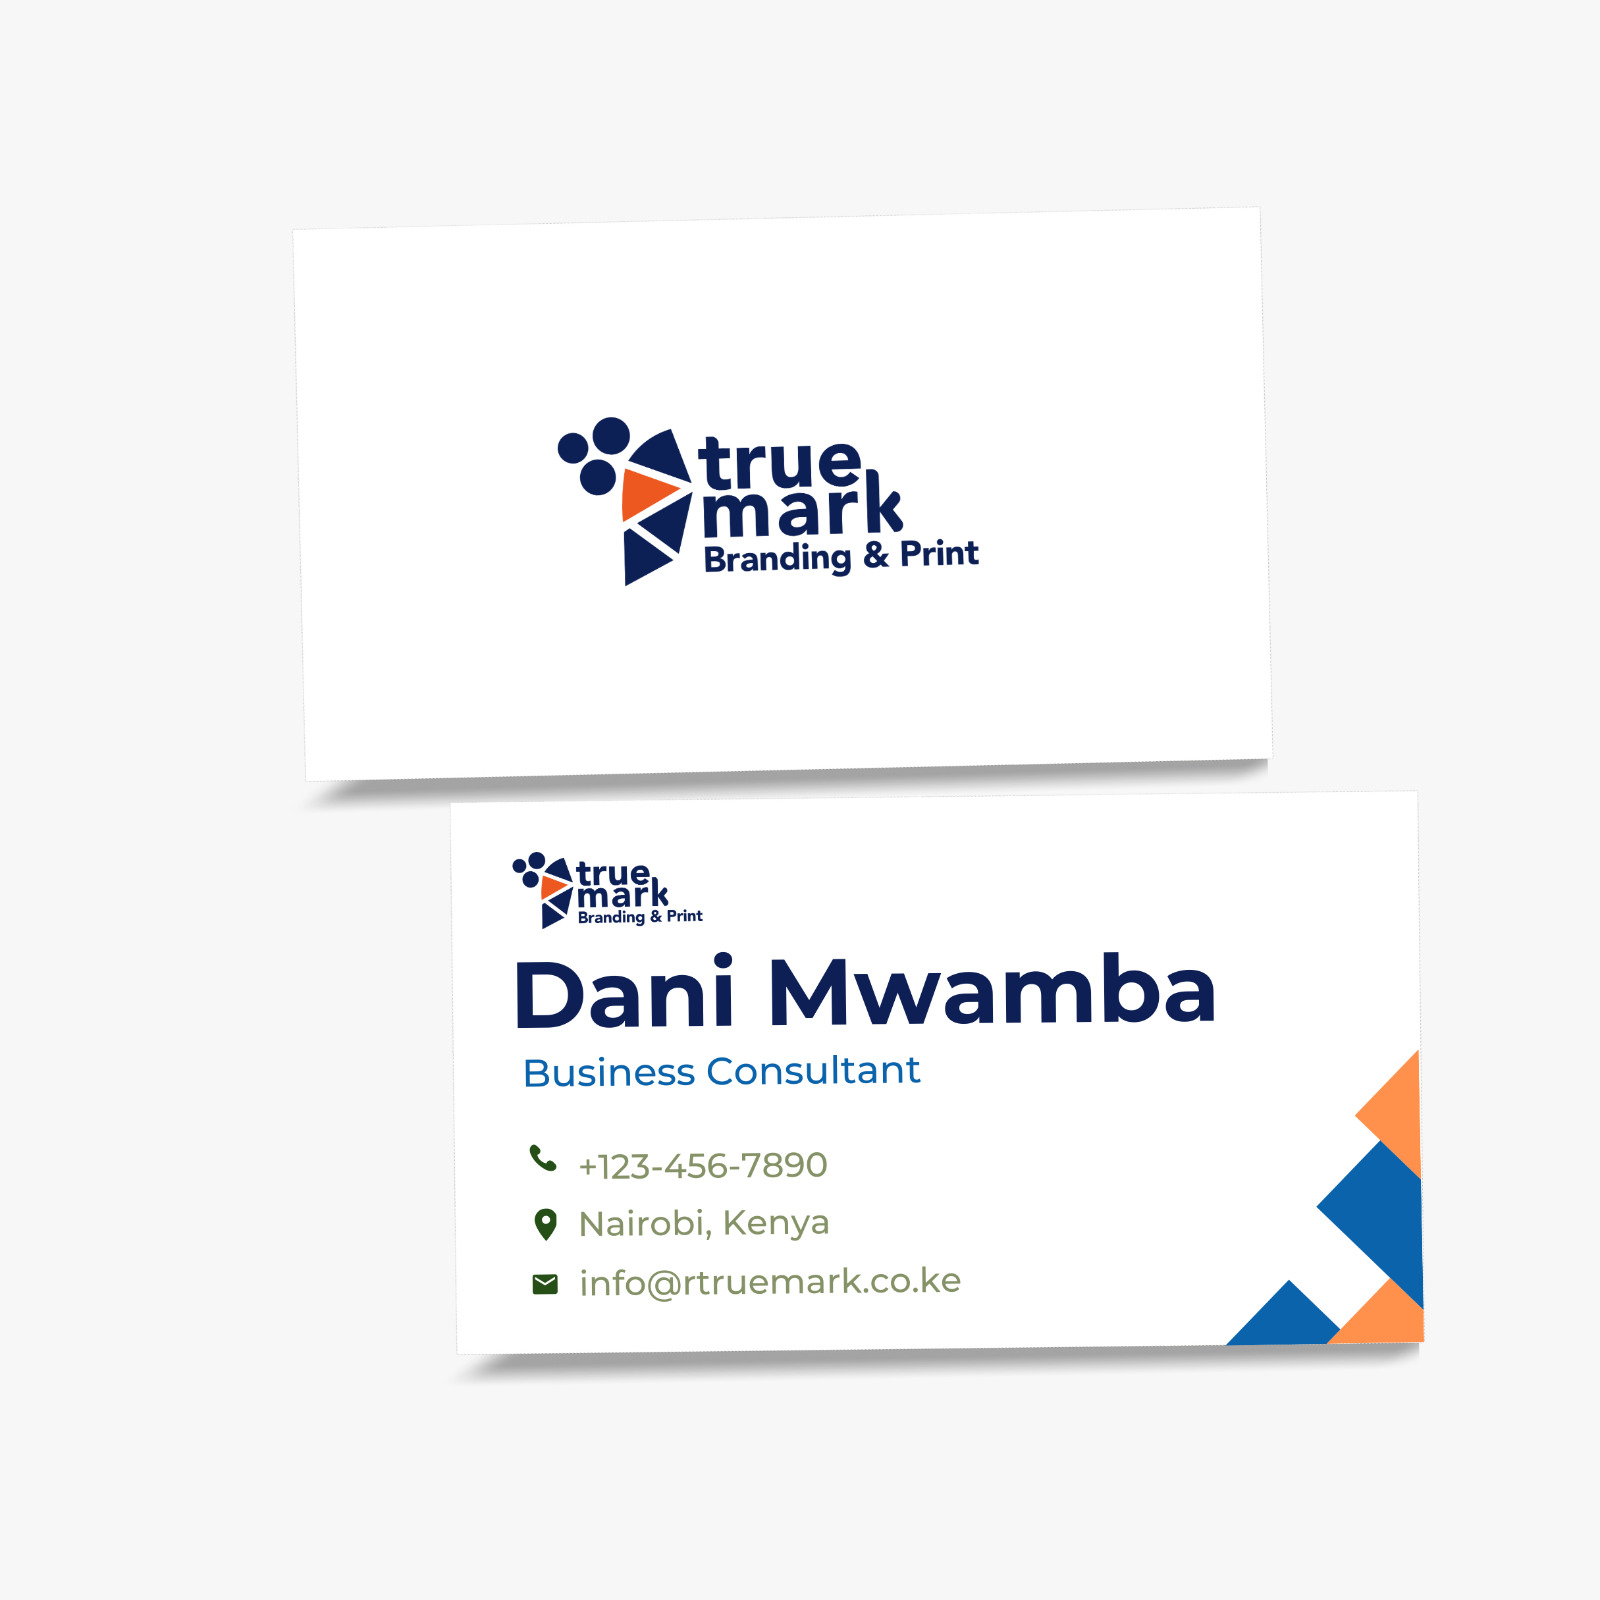 true
mark
Branding & Print
true
mark
Branding & Print
Dani Mwamba
Business Consultant
+123-456-7890
Nairobi, Kenya
info@rtruemark.co.ke